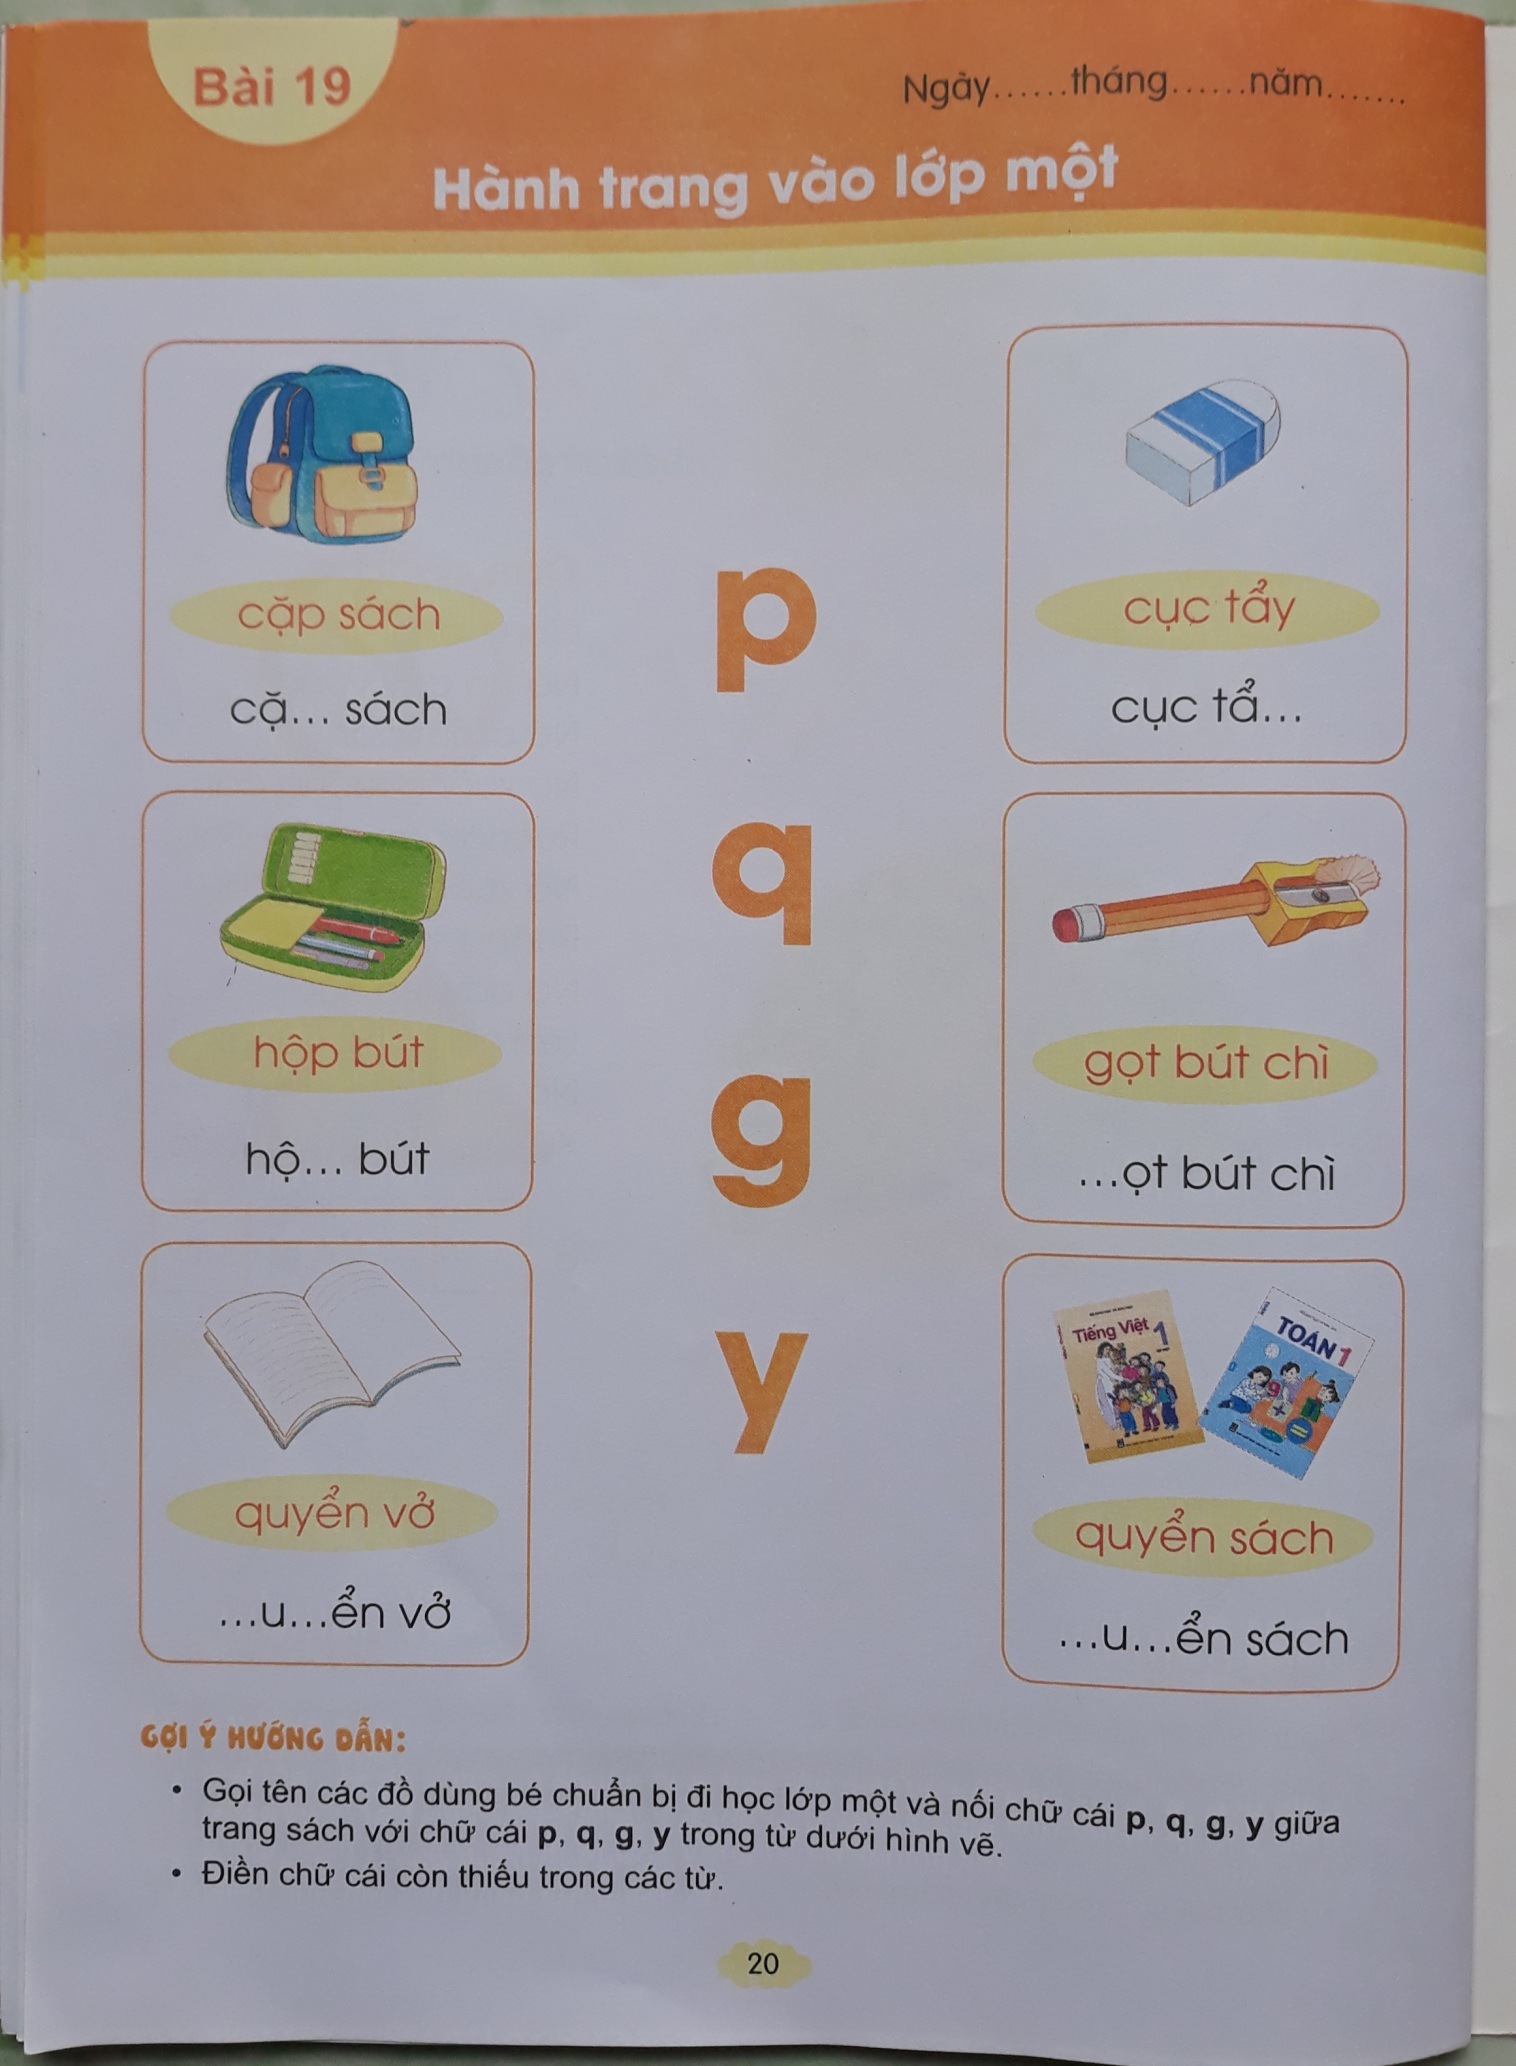 Bài 19
Ngày......tháng......năm.......
Hành trang vào lớp một
cặp sách
cặ... sách
cục tẩy
cục tẩ...
p
q
g
y
hộp bút
hộ... bút
gọt bút chì
...ọt bút chì
quyển vở
...u...ển vở
Tiếng Việt 1
TOÁN 1
quyển sách
...u...ển sách
GỢI Ý HƯỚNG DẪN:
• Gọi tên các đồ dùng bé chuẩn bị đi học lớp một và nối chữ cái p, q, g, y giữa
trang sách với chữ cái p, q, g, y trong từ dưới hình vẽ.
• Điền chữ cái còn thiếu trong các từ.
20